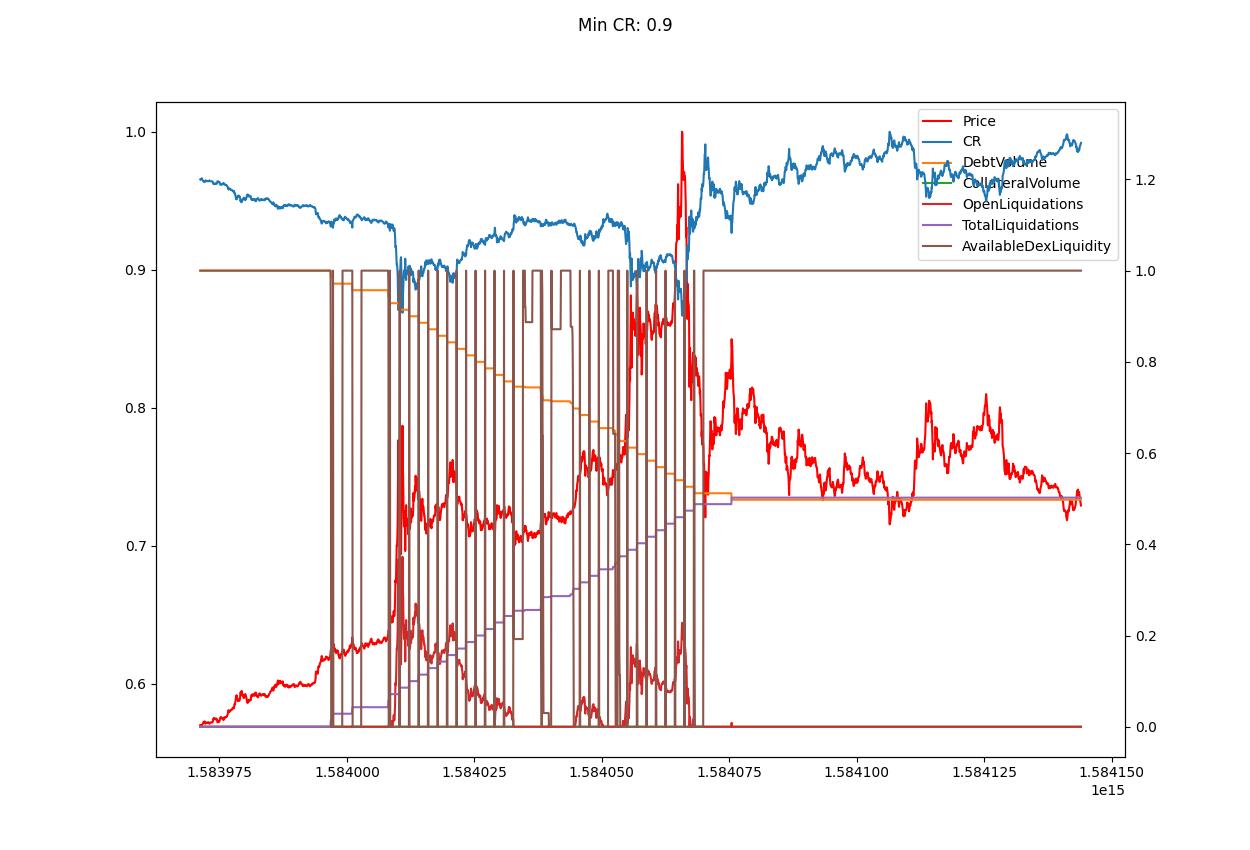 Min CR: 0.9
1.0
0.9
0.8
0.7
0.6
Price
CR
DebtVolume
CollateralVolume
OpenLiquidations
TotalLiquidations
AvailableDexLiquidity
1.2
1.0
0.8
0.6
0.4
0.2
0.0
1.583975 1.584000 1.584025 1.584050 1.584075 1.584100 1.584125 1.584150
1e15